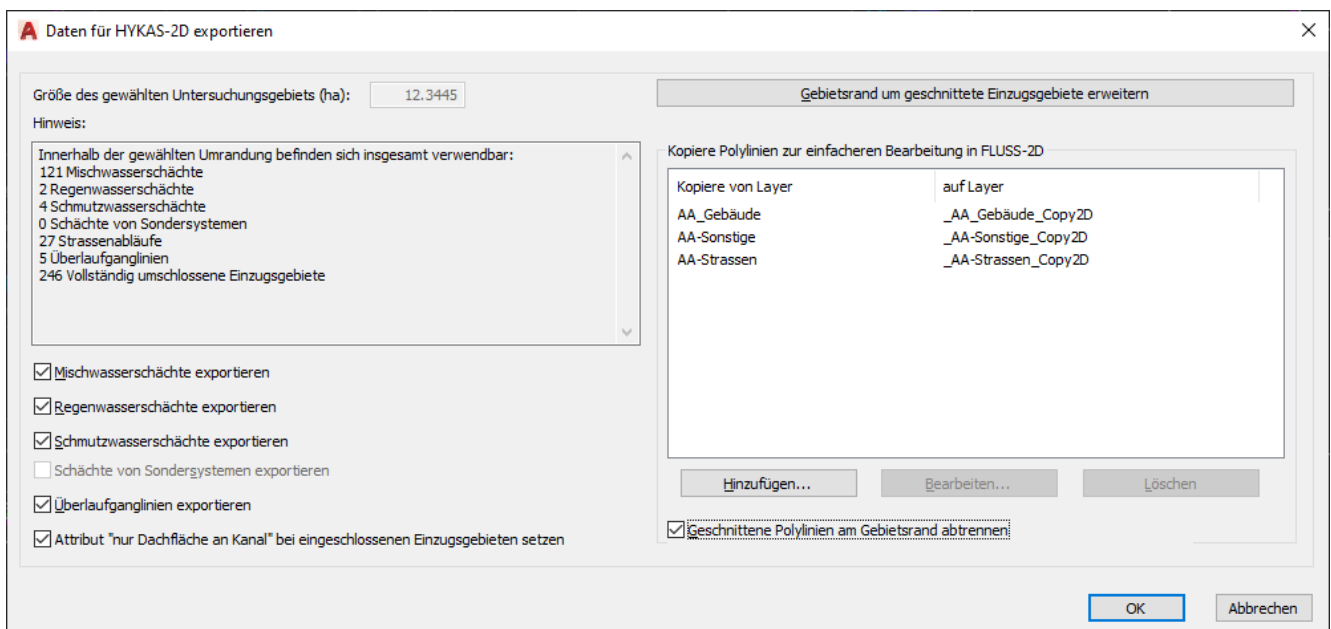 Daten für HYKAS-2D exportieren
Größe des gewählten Untersuchungsgebiets (ha): 12.3445
Hinweis:
Innerhalb der gewählten Umrandung befinden sich insgesamt verwendbar:
121 Mischwasserschächte
2 Regenwasserschächte
4 Schmutzwasserschächte
0 Schächte von Sondersystemen
27 Strassenabläufe
5 Überlaufganglinien
246 Vollständig umschlossene Einzugsgebiete
Mischwasserschächte exportieren
Regenwasserschächte exportieren
Schmutzwasserschächte exportieren
Schächte von Sondersystemen exportieren
Überlaufganglinien exportieren
Attribut "nur Dachfläche an Kanal" bei eingeschlossenen Einzugsgebieten setzen
Gebietsrand um geschnittete Einzugsgebiete erweitern
Kopiere Polylinien zur einfacheren Bearbeitung in FLUSS-2D
Kopiere von Layer auf Layer
AA_Gebäude _AA_Gebäude_Copy2D
AA-Sonstige _AA-Sonstige_Copy2D
AA-Strassen _AA-Strassen_Copy2D
Hinzufügen... Bearbeiten... Löschen
Geschnittene Polylinien am Gebietsrand abtrennen
OK Abbrechen